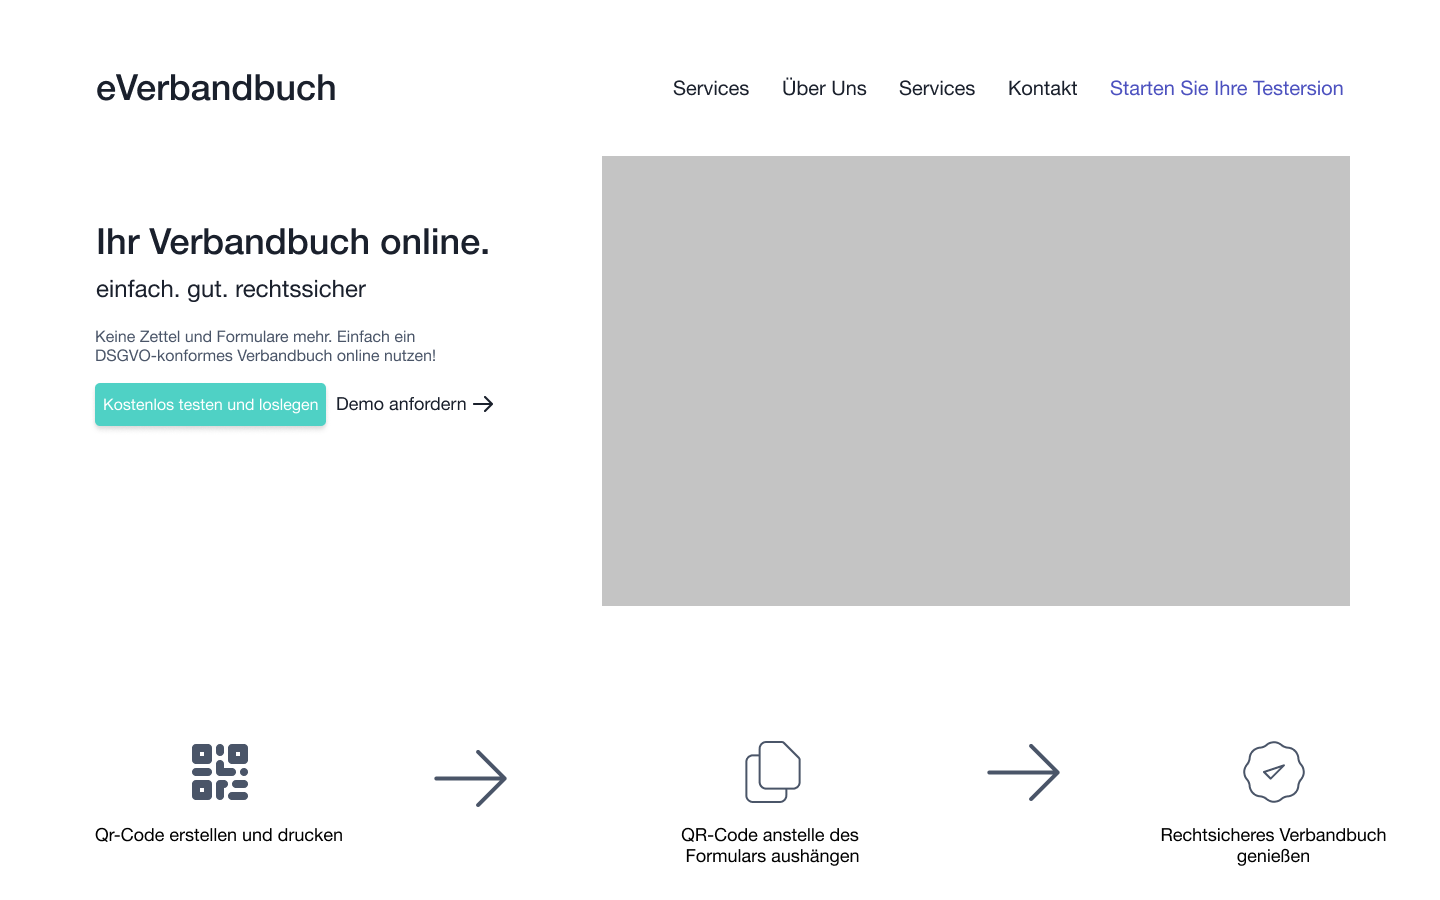 eVerbandbuch
Services Über Uns Services Kontakt Starten Sie Ihre Testersion
Ihr Verbandbuch online.
einfach. gut. rechtssicher
Keine Zettel und Formulare mehr. Einfach ein
DSGVO-konformes Verbandbuch online nutzen!
Kostenlos testen und loslegen Demo anfordern
Qr-Code erstellen und drucken
QR-Code anstelle des
Formulars aushängen
Rechtsicheres Verbandbuch
genießen